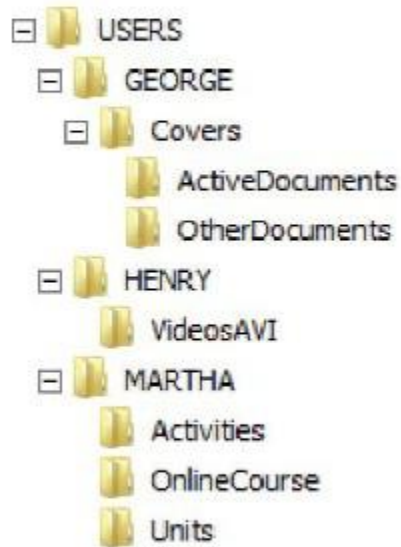 USERS
GEORGE
Covers
ActiveDocuments
OtherDocuments
HENRY
VideosAVI
MARTHA
Activities
OnlineCourse
Units